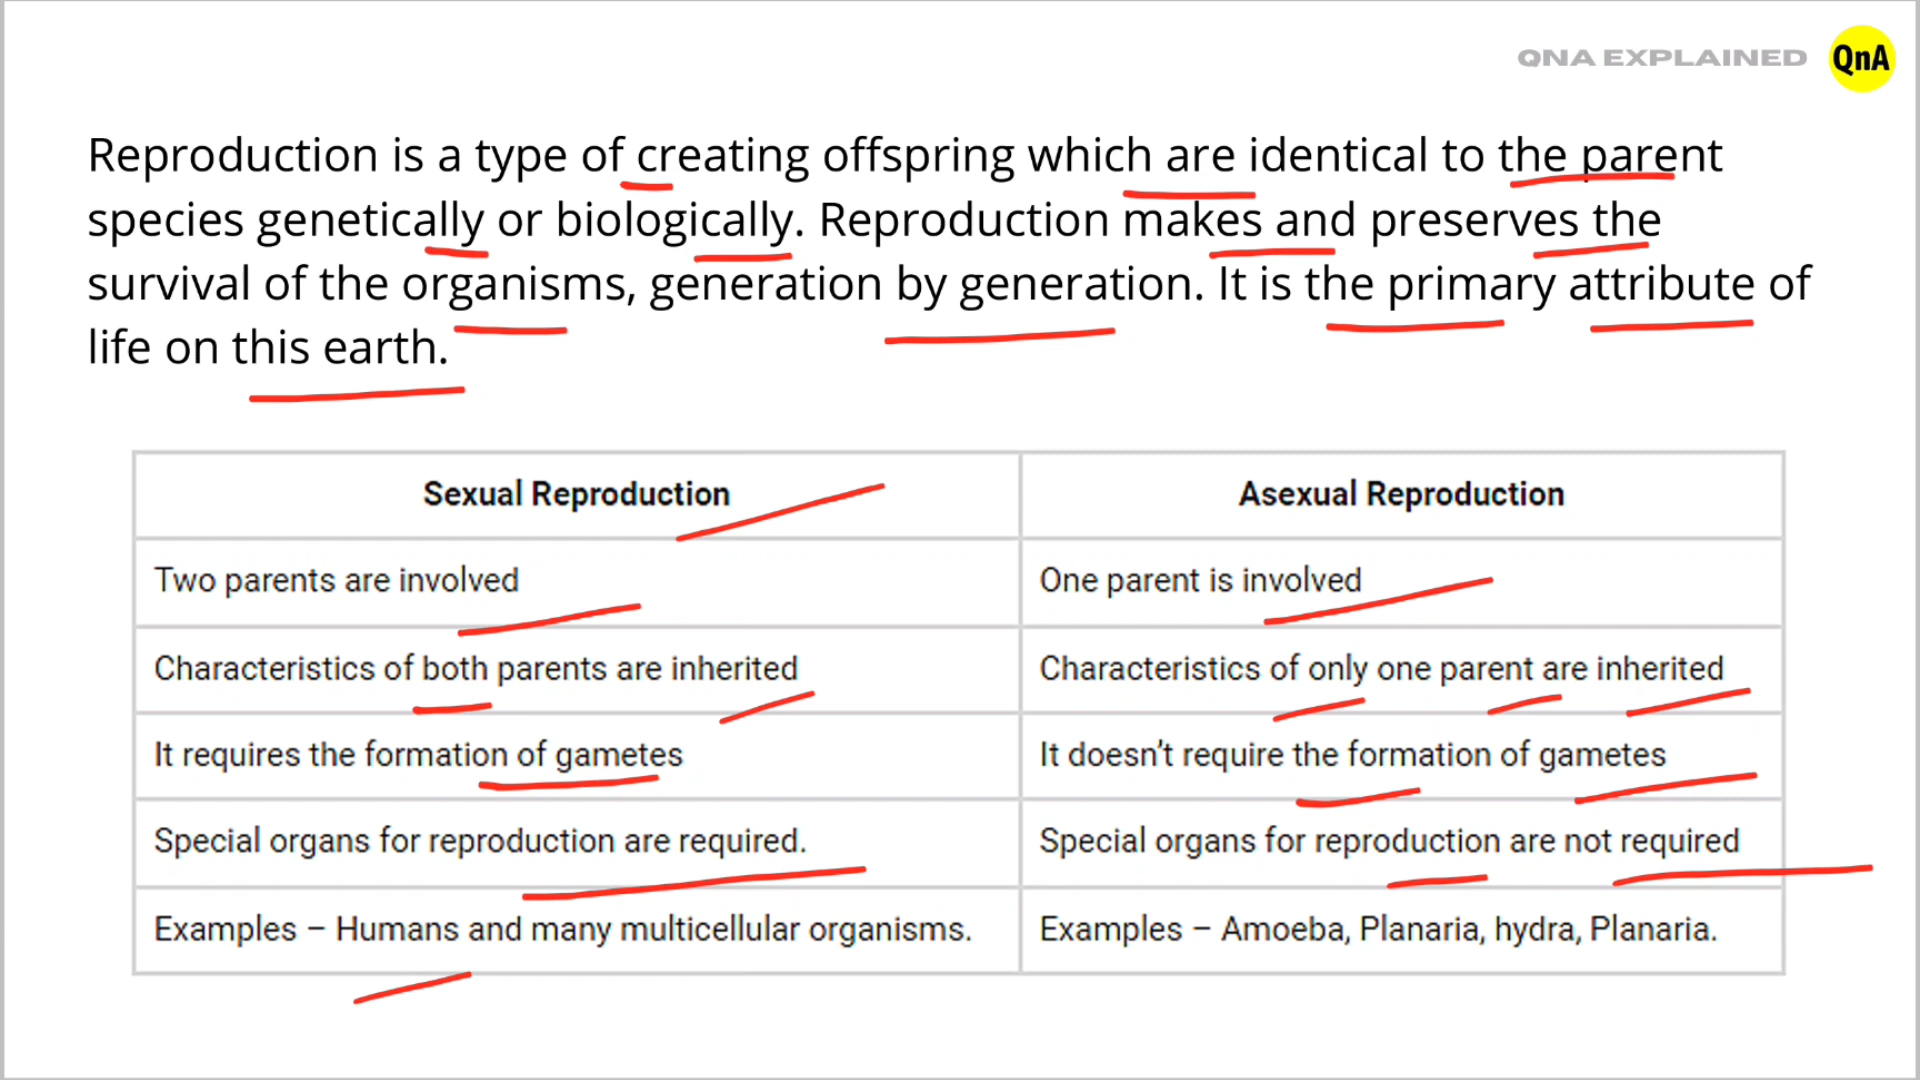 QNA EXPLAINED QnA
Reproduction is a type of creating offspring which are identical to the parent
species genetically or biologically. Reproduction makes and preserves the
survival of the organisms, generation by generation. It is the primary attribute of
life on this earth.
Sexual Reproduction Asexual Reproduction
Two parents are involved One parent is involved
Characteristics of both parents are inherited Characteristics of only one parent are inherited
It requires the formation of gametes It doesn’t require the formation of gametes
Special organs for reproduction are required. Special organs for reproduction are not required
Examples – Humans and many multicellular organisms. Examples – Amoeba, Planaria, hydra, Planaria.